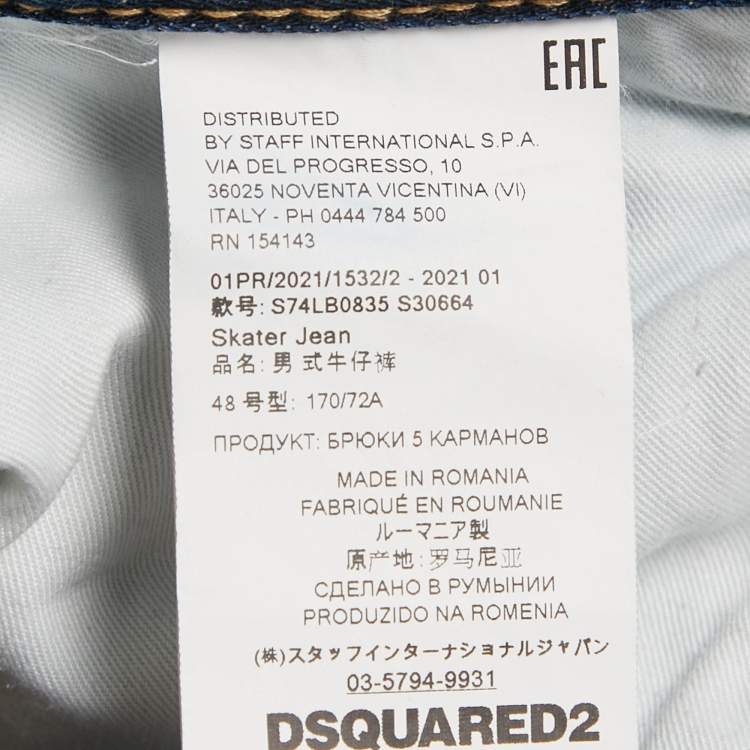 EAC
DISTRIBUTED
BY STAFF INTERNATIONAL S.P.A.
VIA DEL PROGRESSO, 10
36025 NOVENTA VICENTINA (VI)
ITALY - PH 0444 784 500
RN 154143
01PR/2021/1532/2 - 2021 01
款号: S74LB0835 S30664
Skater Jean
品名: 男式牛仔裤
48 号型: 170/72A
ПРОДУКТ: БРЮКИ 5 КАРМАНОВ
MADE IN ROMANIA
FABRIQUÉ EN ROUMANIE
ルーマニア製
原产地: 罗马尼亚
СДЕЛАНО В РУМЫНИИ
PRODUZIDO NA ROMENIA
(株)スタッフインターナショナルジャパン
03-5794-9931
DSQUARED2